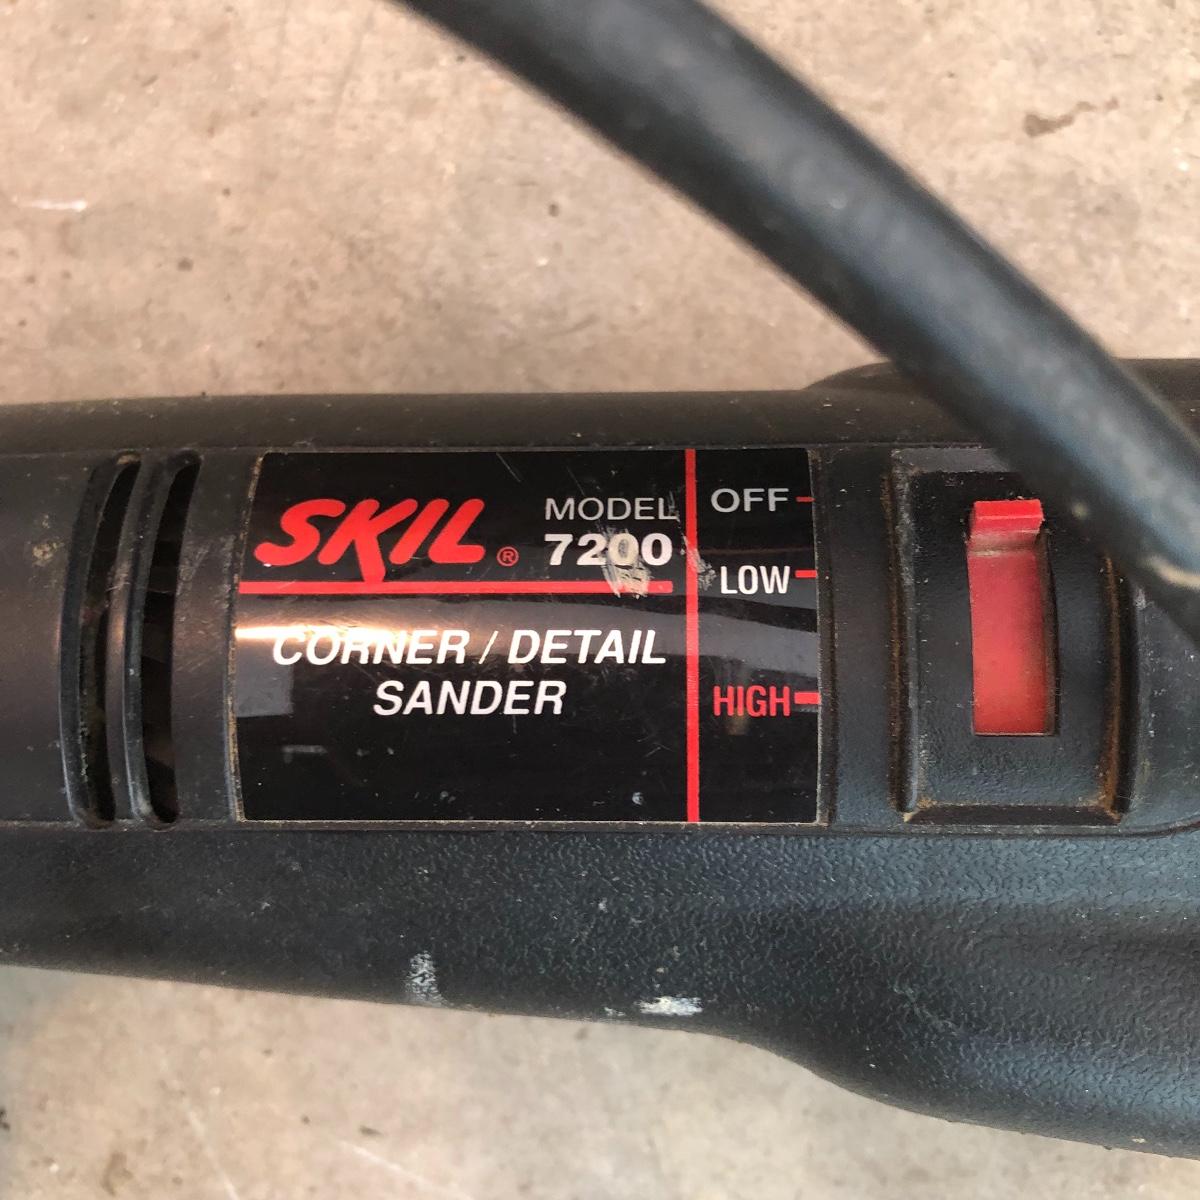 SKIL®
MODEL
7200
CORNER / DETAIL
SANDER
OFF
LOW
HIGH